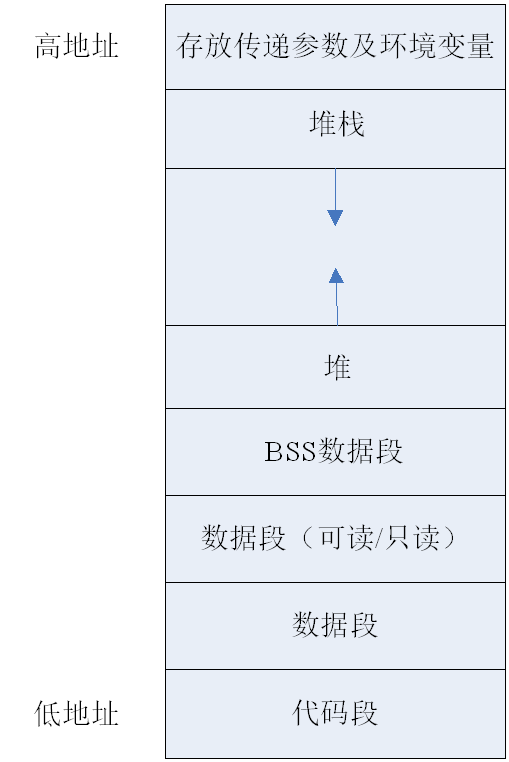 高地址
存放传递参数及环境变量
堆栈
堆
BSS数据段
数据段（可读/只读）
数据段
低地址
代码段